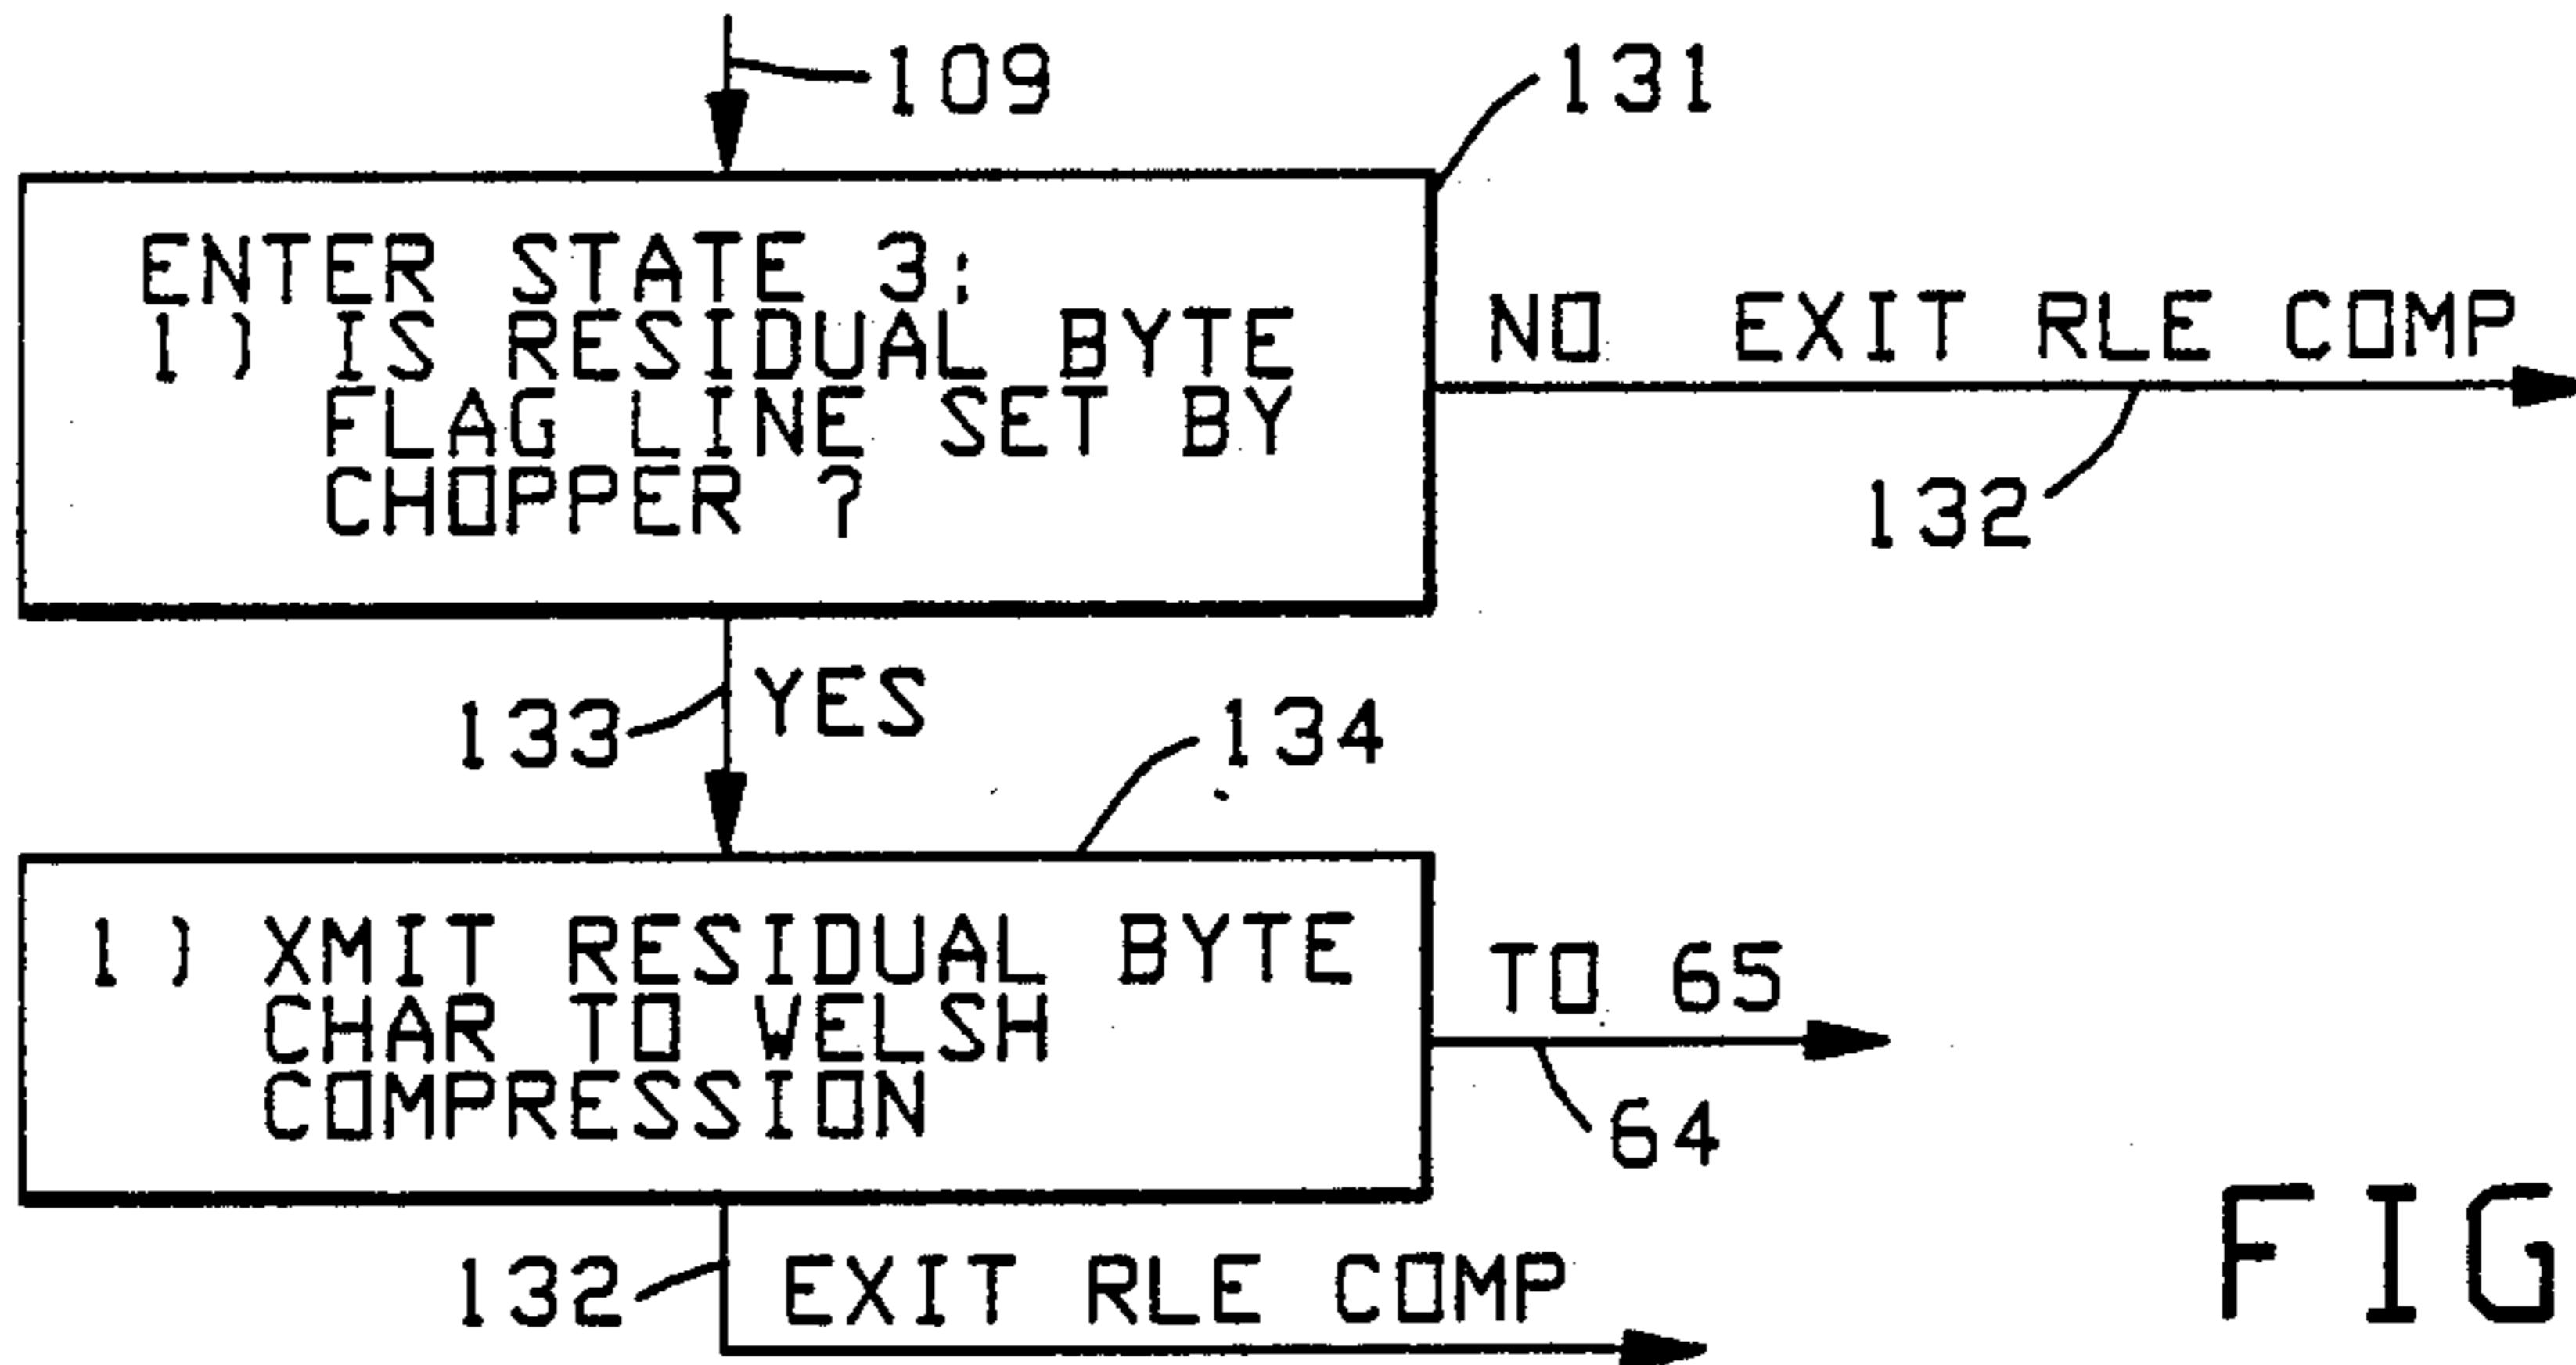 109
131
ENTER STATE 3:
1) IS RESIDUAL BYTE
FLAG LINE SET BY
CHOPPER ?
NO EXIT RLE COMP
132
133
YES
134
1) XMIT RESIDUAL BYTE
CHAR TO WELSH
COMPRESSION
TO 65
64
132
EXIT RLE COMP
FIG